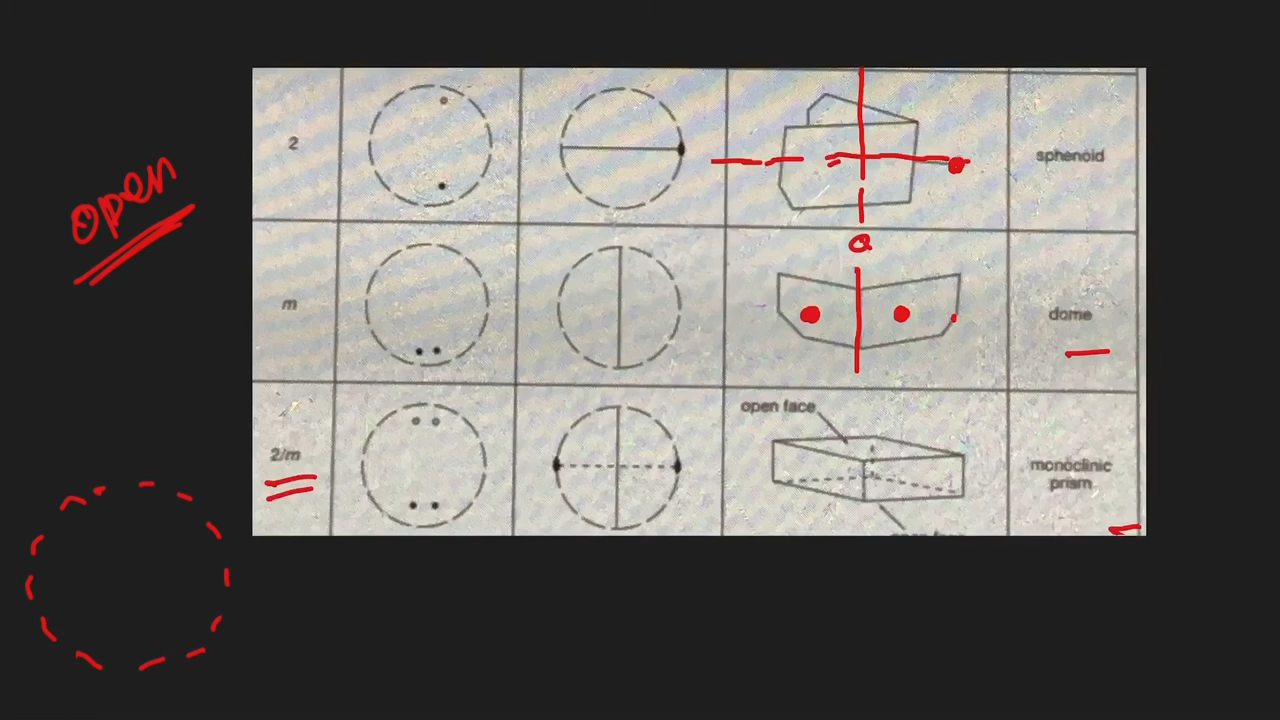 open
2
sphenoid
a
m
dome
2/m
open face
monoclinic
prism